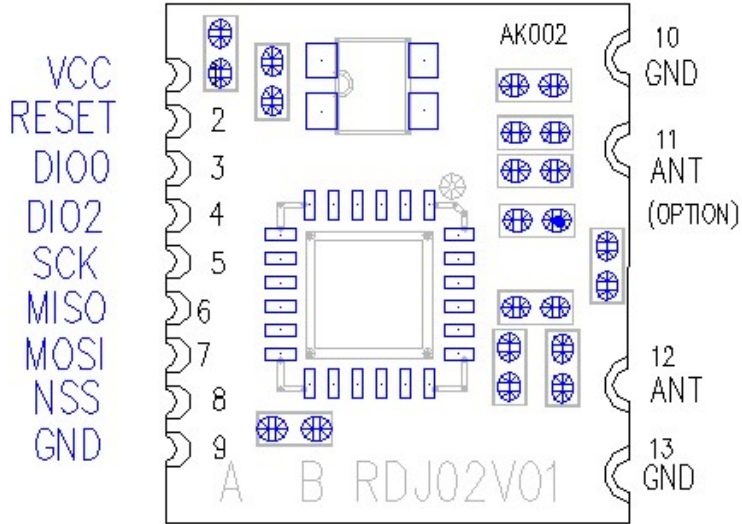 AK002
VCC 1
RESET 2
DIO0 3
DIO2 4
SCK 5
MISO 6
MOSI 7
NSS 8
GND 9
10
GND
11
ANT
(OPTION)
12
ANT
13
GND
A B RDJ02V01